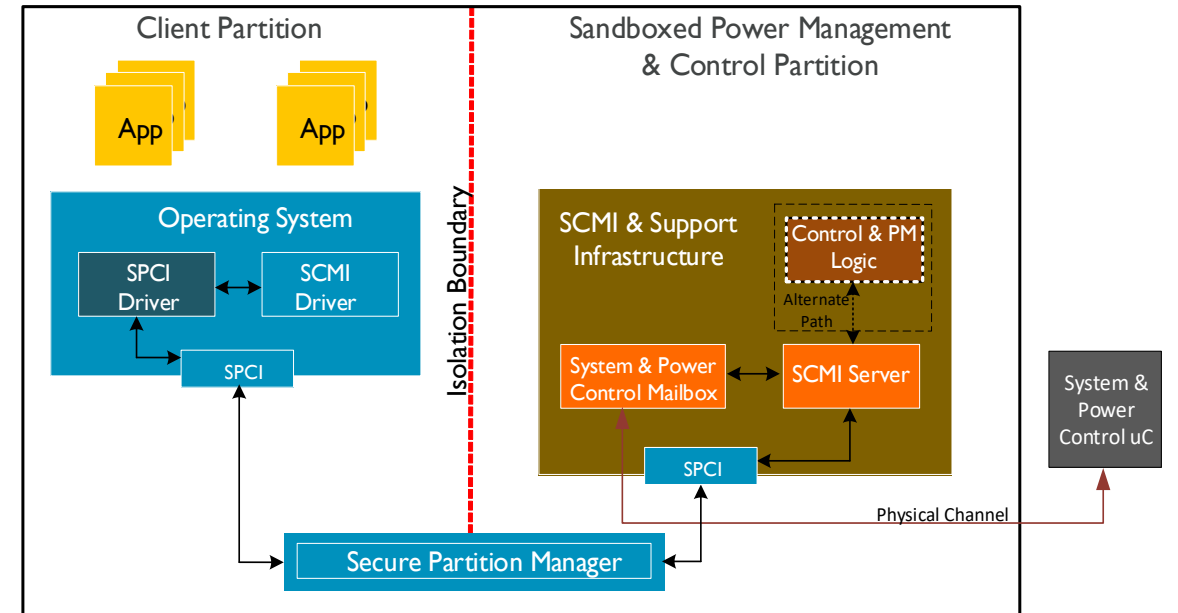 Client Partition
Sandboxed Power Management
& Control Partition
App
App
Operating System
SPCI
Driver
SCMI
Driver
SPCI
Isolation Boundary
SCMI & Support
Infrastructure
Control & PM
Logic
Alternate
Path
System & Power
Control Mailbox
SCMI Server
SPCI
System &
Power
Control uC
Physical Channel
Secure Partition Manager